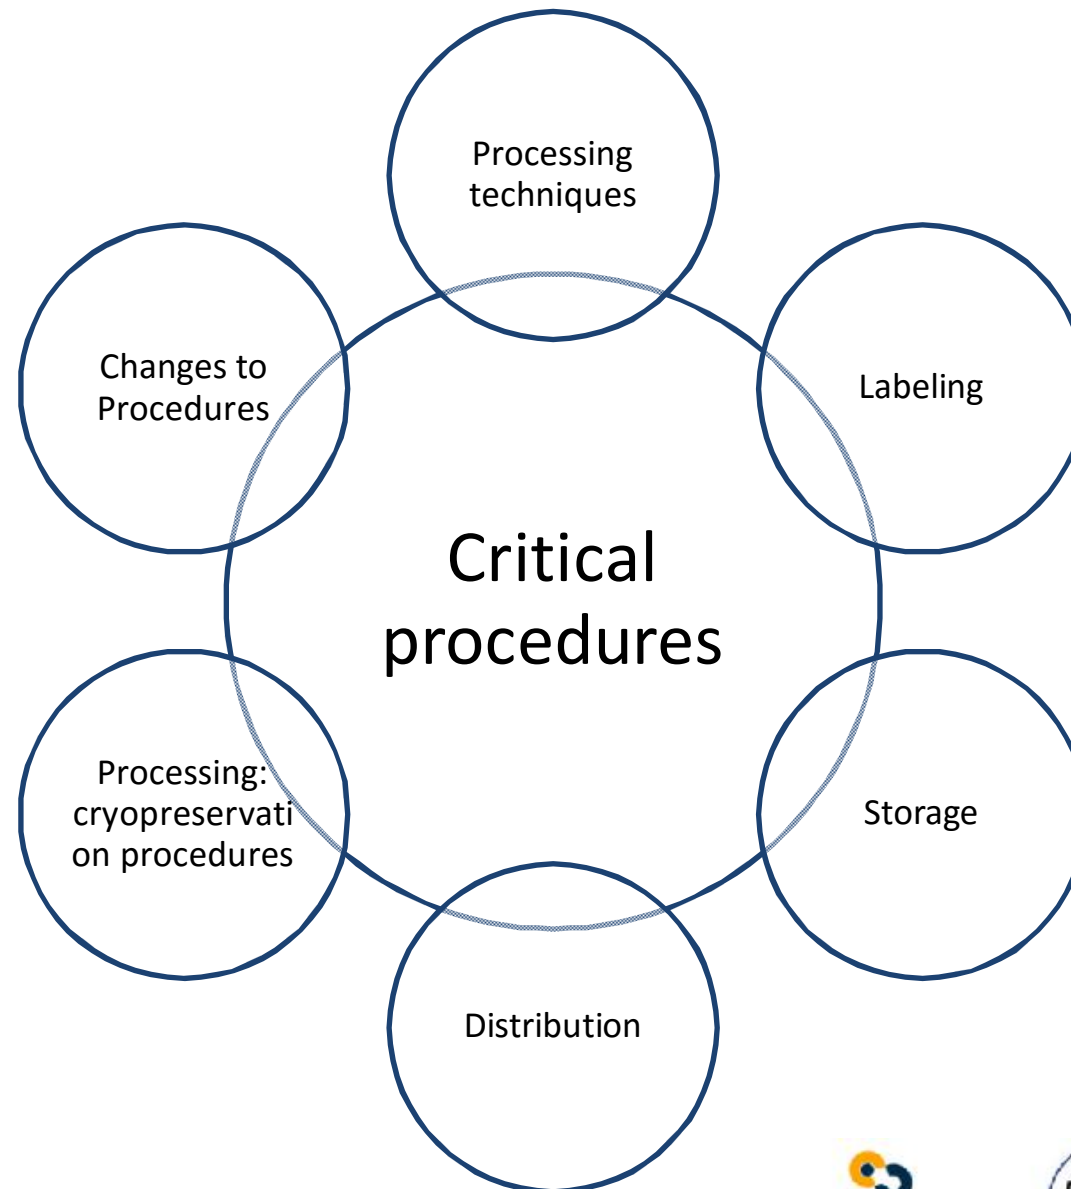 Processing
techniques
Changes to
Procedures
Labeling
Critical
procedures
Processing:
cryopreservati
on procedures
Storage
Distribution